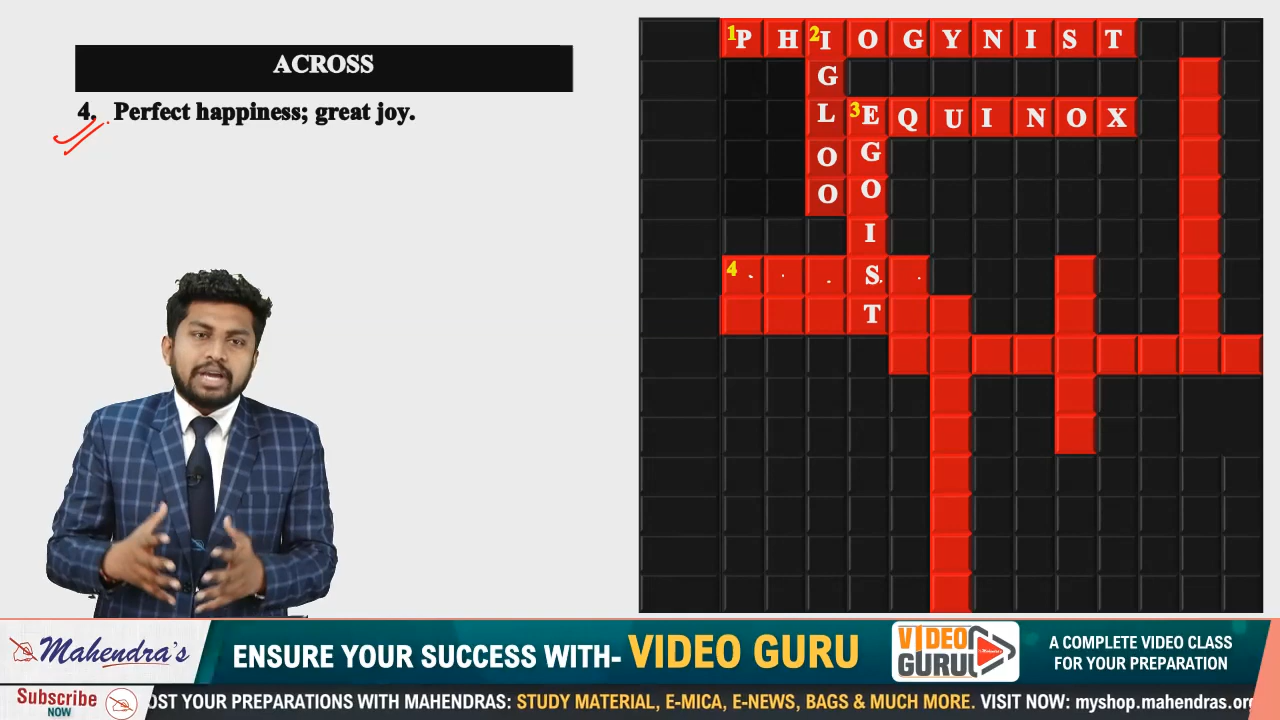 ACROSS
4. Perfect happiness; great joy.
1 P H 2 I O G Y N I S T
G
L 3 E Q U I N O X
O G
O O
I
4 S
T
Mahendra's
ENSURE YOUR SUCCESS WITH- VIDEO GURU
VIDEO
GURU
A COMPLETE VIDEO CLASS
FOR YOUR PREPARATION
Subscribe
NOW
OST YOUR PREPARATIONS WITH MAHENDRAS: STUDY MATERIAL, E-MICA, E-NEWS, BAGS & MUCH MORE. VISIT NOW: myshop.mahendras.org